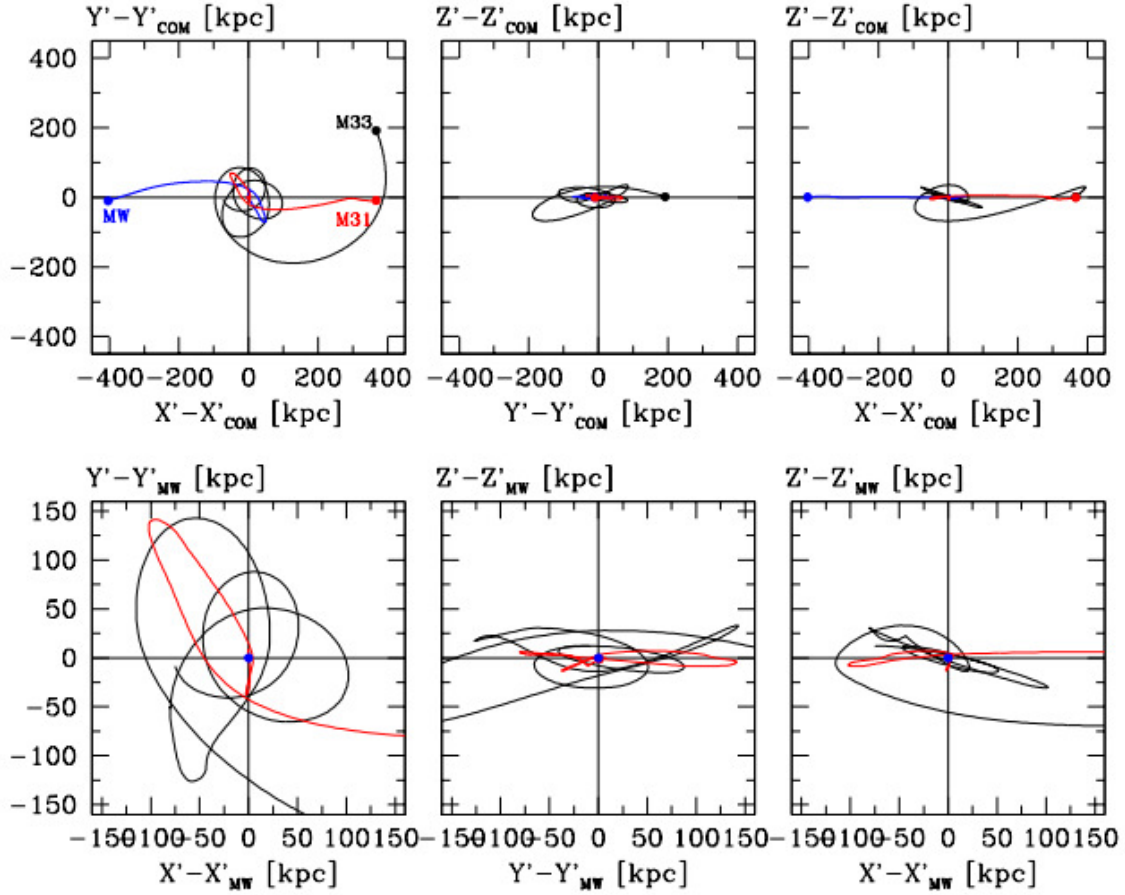 Y'−Y'COM [kpc]
Z'−Z'COM [kpc]
Z'−Z'COM [kpc]
400
200
0
−200
−400
M33
MW
M31
−400−200 0 200 400
−400−200 0 200 400
−400−200 0 200 400
X'−X'COM [kpc]
Y'−Y'COM [kpc]
X'−X'COM [kpc]
Y'−Y'MW [kpc]
Z'−Z'MW [kpc]
Z'−Z'MW [kpc]
150
100
50
0
−50
−100
−150
−150−100−50 0 50 100150
−150−100−50 0 50 100150
−150−100−50 0 50 100150
X'−X'MW [kpc]
Y'−Y'MW [kpc]
X'−X'MW [kpc]